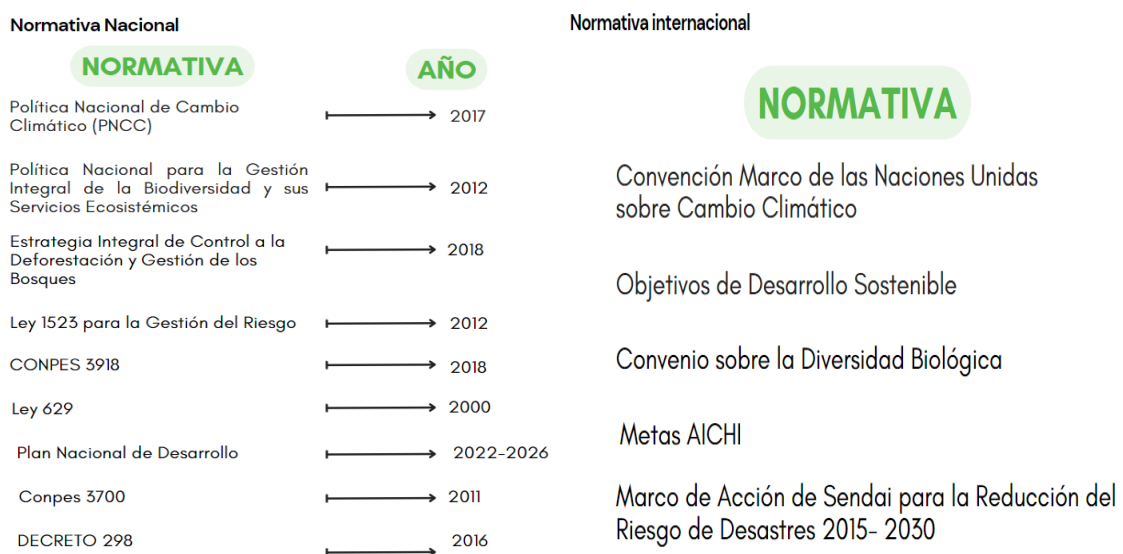 Normativa Nacional
NORMATIVA AÑO
Política Nacional de Cambio
Climático (PNCC) 2017
Política Nacional para la Gestión
Integral de la Biodiversidad y sus 2012
Servicios Ecosistémicos
Estrategia Integral de Control a la
Deforestación y Gestión de los 2018
Bosques
Ley 1523 para la Gestión del Riesgo 2012
CONPES 3918 2018
Ley 629 2000
Plan Nacional de Desarrollo 2022-2026
Conpes 3700 2011
DECRETO 298 2016
Normativa internacional
NORMATIVA
Convención Marco de las Naciones Unidas
sobre Cambio Climático
Objetivos de Desarrollo Sostenible
Convenio sobre la Diversidad Biológica
Metas AICHI
Marco de Acción de Sendai para la Reducción del
Riesgo de Desastres 2015- 2030